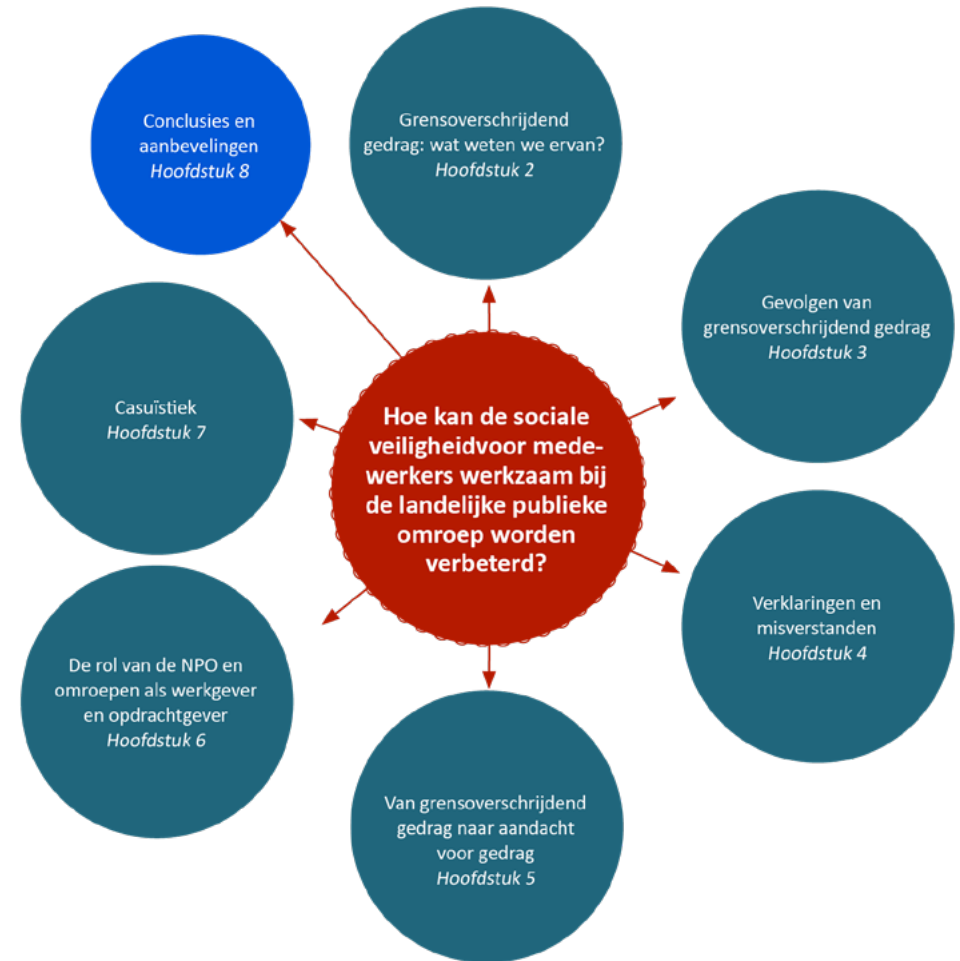 Conclusies en
aanbevelingen
Hoofdstuk 8
Grensoverschrijdend
gedrag: wat weten we ervan?
Hoofdstuk 2
Gevolgen van
grensoverschrijdend gedrag
Hoofdstuk 3
Casuïstiek
Hoofdstuk 7
Hoe kan de sociale
veiligheidvoor mede-
werkers werkzaam bij
de landelijke publieke
omroep worden
verbeterd?
Verklaringen en
misverstanden
Hoofdstuk 4
De rol van de NPO en
omroepen als werkgever
en opdrachtgever
Hoofdstuk 6
Van grensoverschrijdend
gedrag naar aandacht
voor gedrag
Hoofdstuk 5